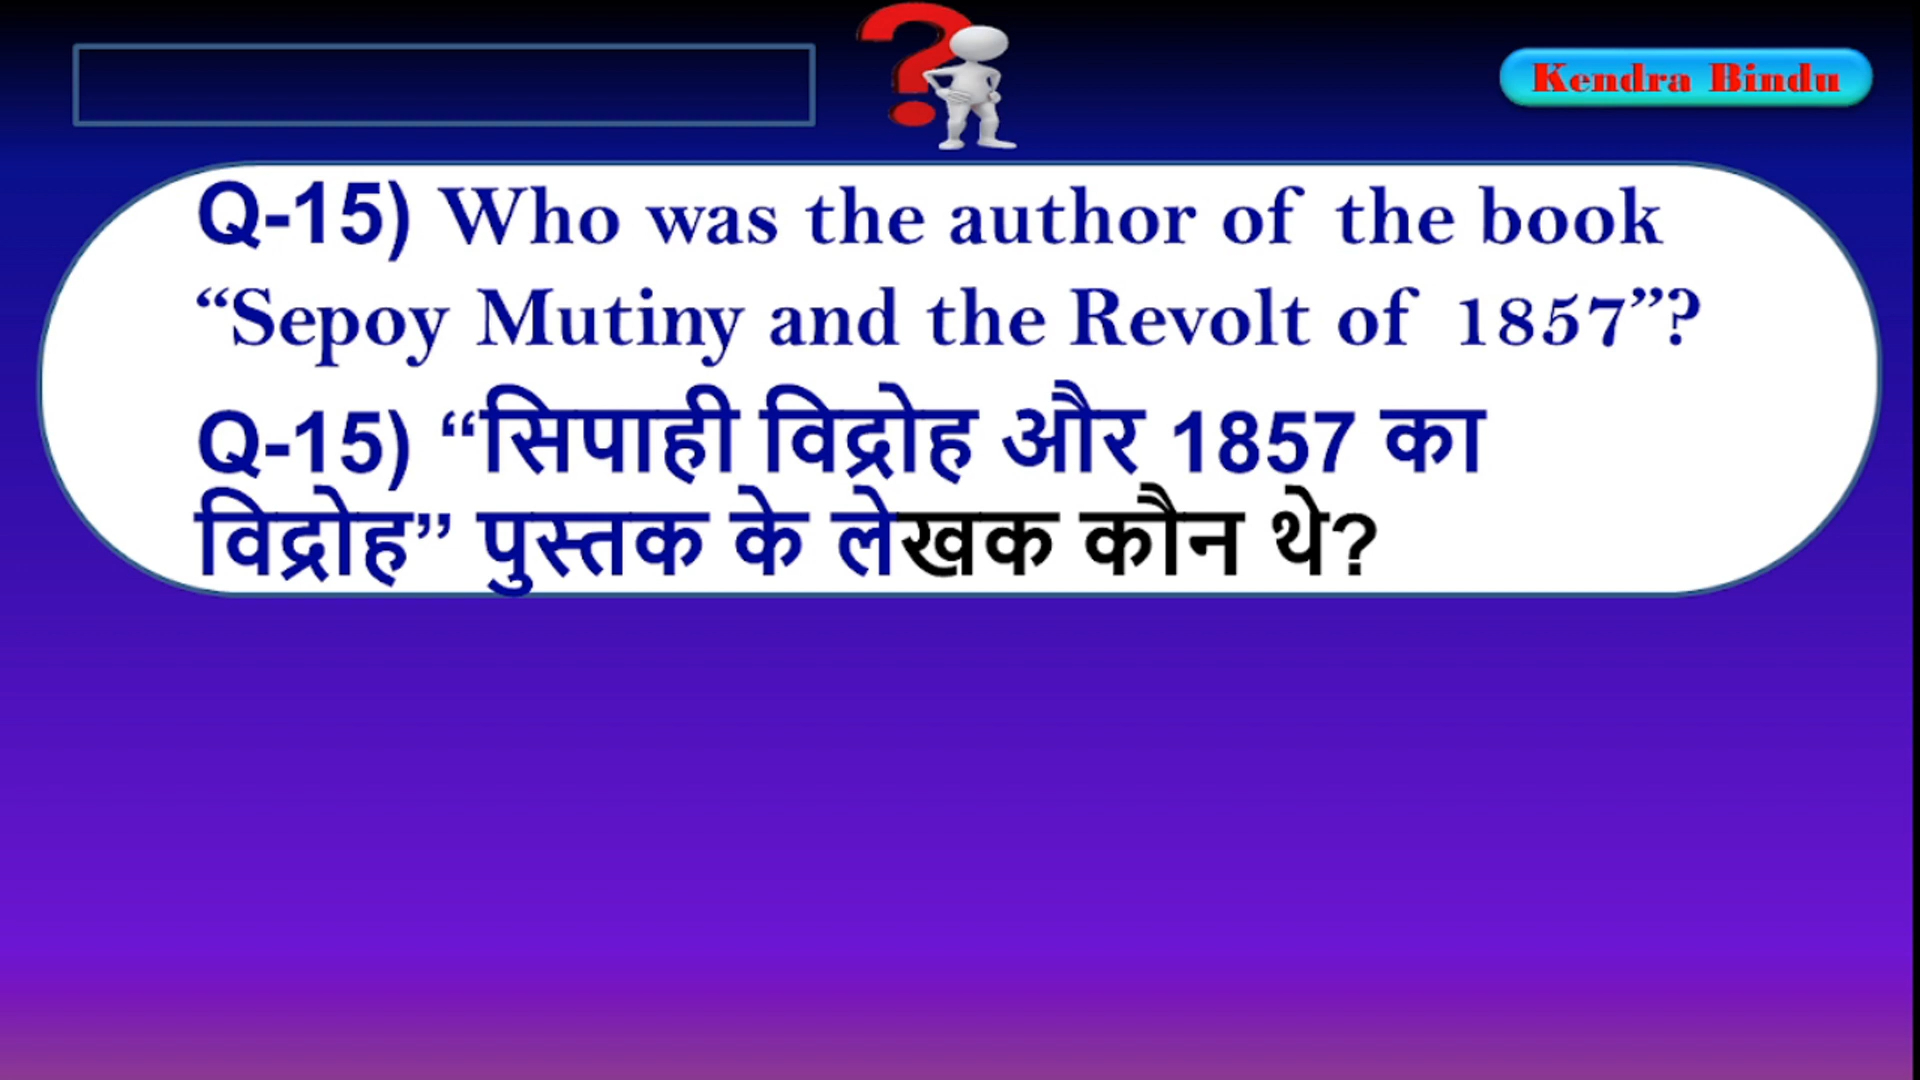 Kendra Bindu
Q-15) Who was the author of the book
“Sepoy Mutiny and the Revolt of 1857”?
Q-15) “सिपाही विद्रोह और 1857 का
विद्रोह” पुस्तक के लेखक कौन थे?